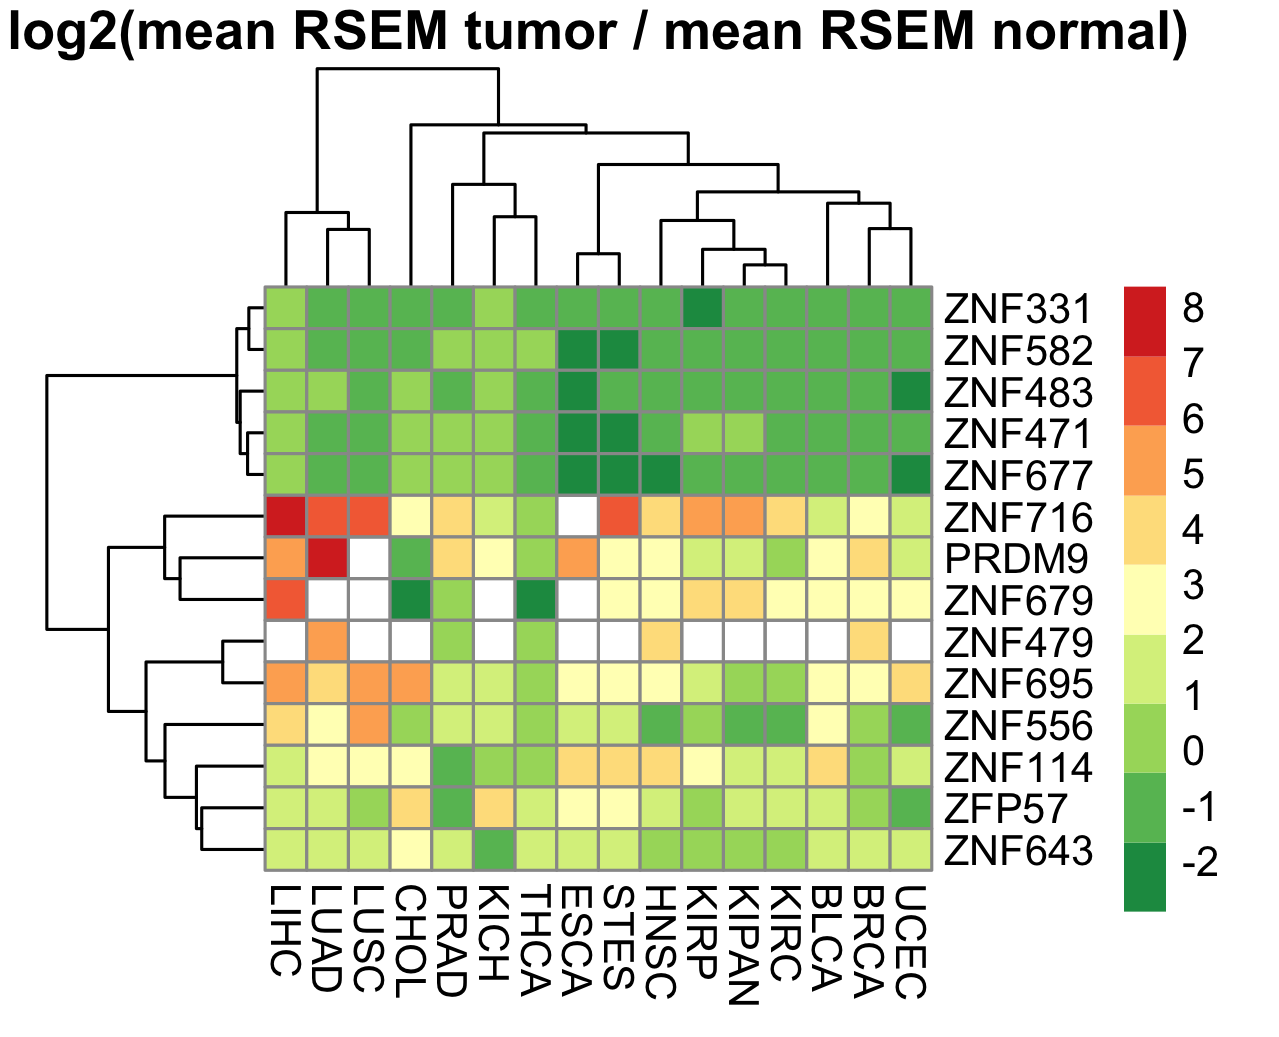 log2(mean RSEM tumor / mean RSEM normal)
ZNF331
ZNF582
ZNF483
ZNF471
ZNF677
ZNF716
PRDM9
ZNF679
ZNF479
ZNF695
ZNF556
ZNF114
ZFP57
ZNF643
8
7
6
5
4
3
2
1
0
-1
-2
LIHC
LUAD
LUSC
CHOL
PRAD
KICH
THCA
ESCA
STES
HNSC
KIRP
KIPAN
KIRC
BLCA
BRCA
UCEC